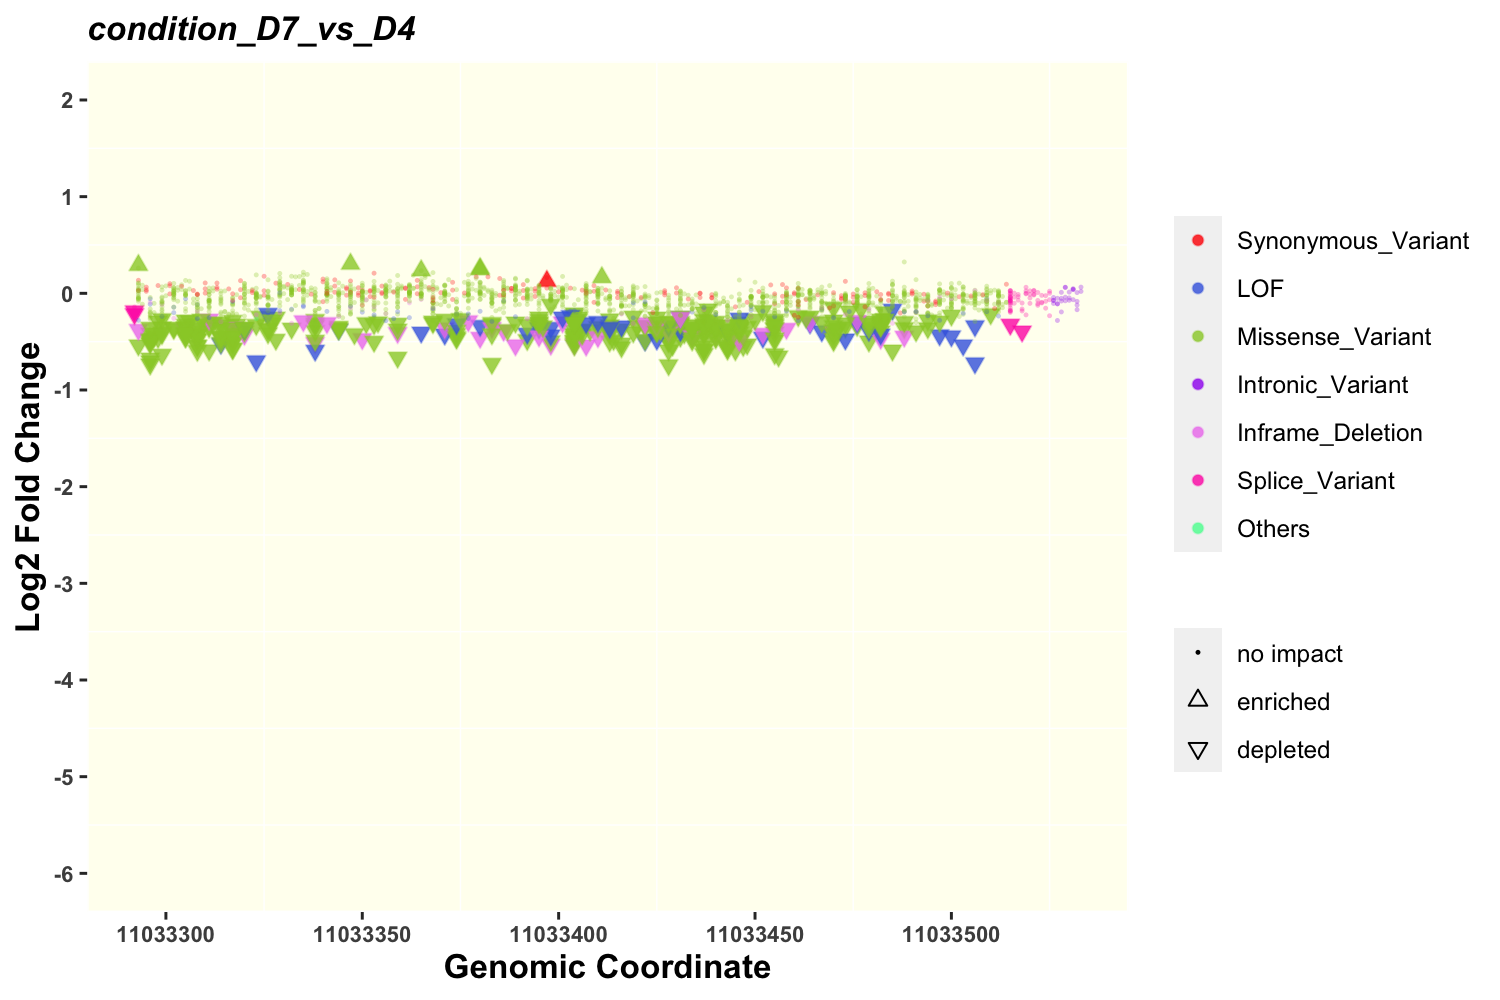 condition_D7_vs_D4
Log2 Fold Change
2
1
0
-1
-2
-3
-4
-5
-6
11033300
11033350
11033400
11033450
11033500
Genomic Coordinate
Synonymous_Variant
LOF
Missense_Variant
Intronic_Variant
Inframe_Deletion
Splice_Variant
Others
no impact
enriched
depleted